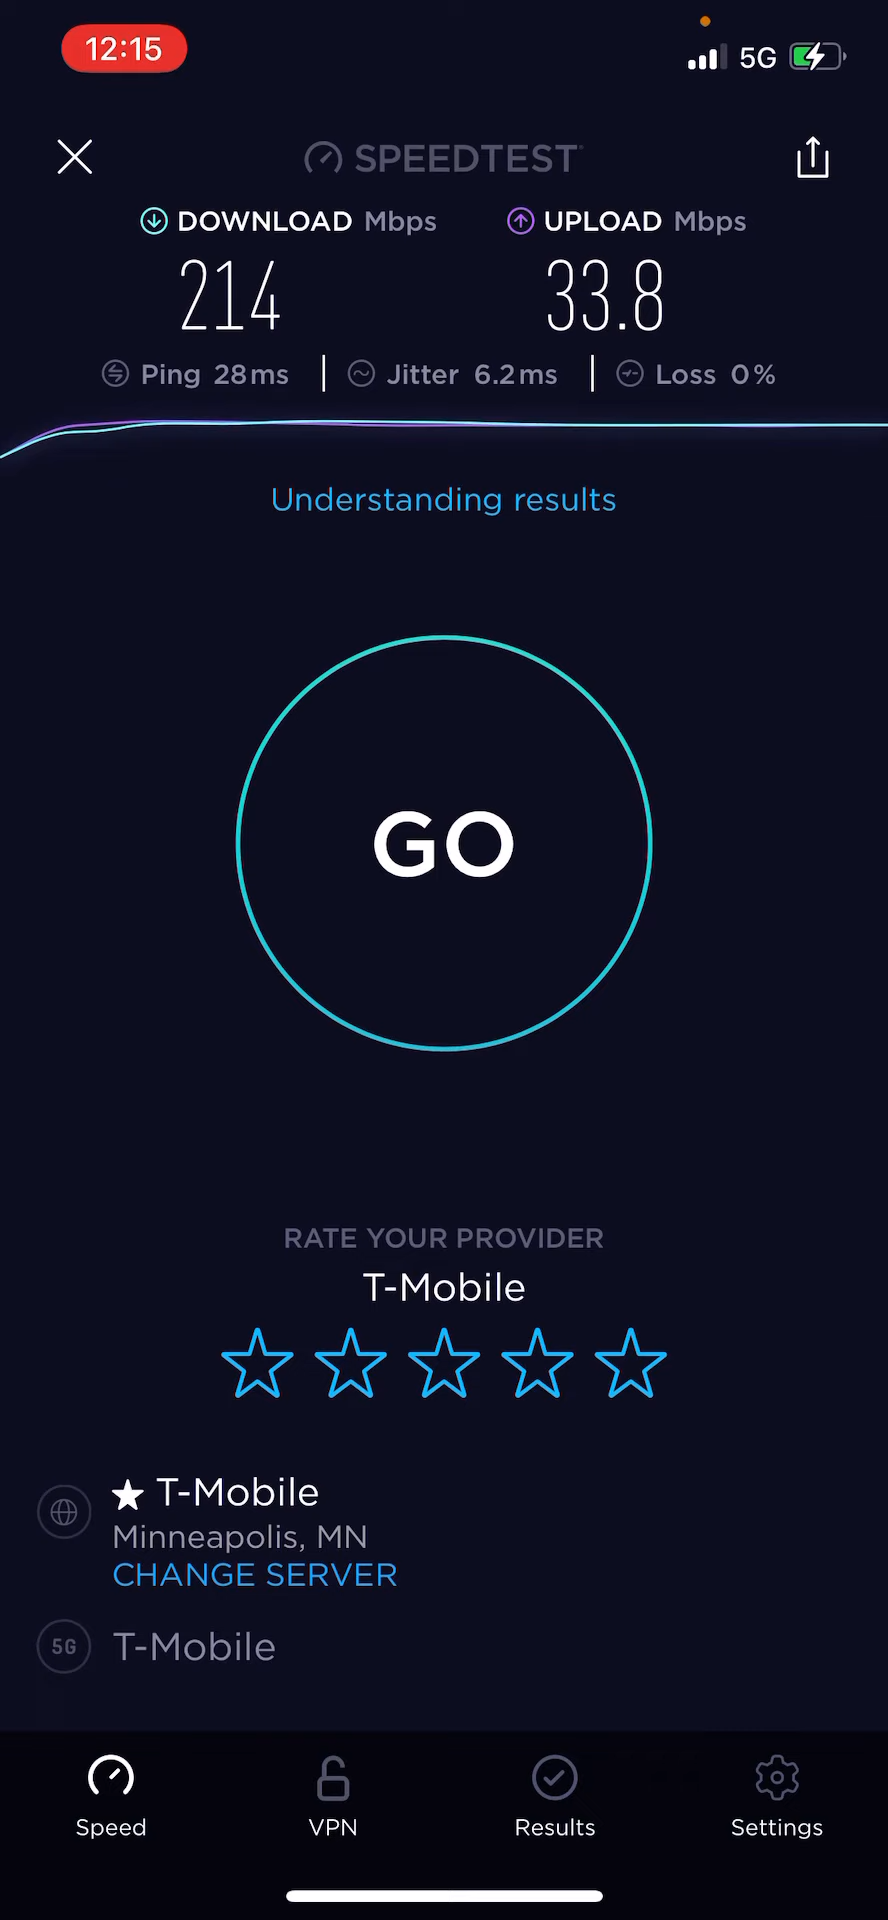 12:15
5G
SPEEDTEST
DOWNLOAD Mbps
UPLOAD Mbps
214
33.8
Ping 28ms
Jitter 6.2ms
Loss 0%
Understanding results
GO
RATE YOUR PROVIDER
T-Mobile
T-Mobile
Minneapolis, MN
CHANGE SERVER
5G T-Mobile
Speed
VPN
Results
Settings